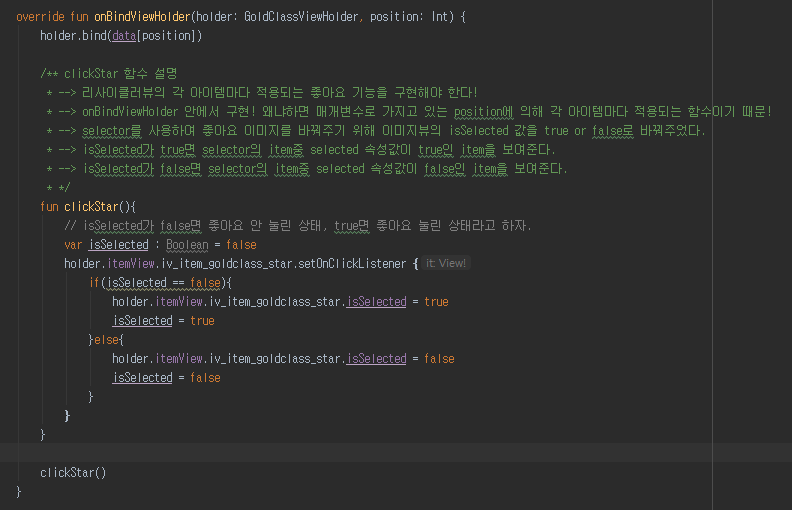 override fun onBindViewHolder(holder: GoldClassViewHolder, position: Int) {
holder.bind(data[position])
/** clickStar 함수 설명
* --> 리사이클러뷰의 각 아이템마다 적용되는 좋아요 기능을 구현해야 한다!
* --> onBindViewHolder 안에서 구현! 왜냐하면 매개변수로 가지고 있는 position에 의해 각 아이템마다 적용되는 함수이기 때문!
* --> selector를 사용하여 좋아요 이미지를 바꿔주기 위해 이미지뷰의 isSelected 값을 true or false로 바꿔주었다.
* --> isSelected가 true면 selector의 item중 selected 속성값이 true인 item을 보여준다.
* --> isSelected가 false면 selector의 item중 selected 속성값이 false인 item을 보여준다.
* */
fun clickStar(){
// isSelected가 false면 좋아요 안 눌린 상태, true면 좋아요 눌린 상태라고 하자.
var isSelected : Boolean = false
holder.itemView.iv_item_goldclass_star.setOnClickListener { it: View!
if(isSelected == false){
holder.itemView.iv_item_goldclass_star.isSelected = true
isSelected = true
}else{
holder.itemView.iv_item_goldclass_star.isSelected = false
isSelected = false
}
}
}
clickStar()
}